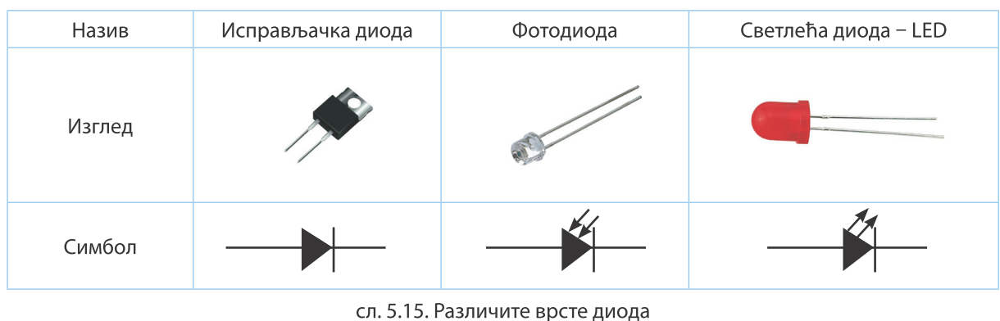 Назив Исправљачка диода Фотодиода Светлећа диода – LED
Изглед
Симбол
сл. 5.15. Различите врсте диода